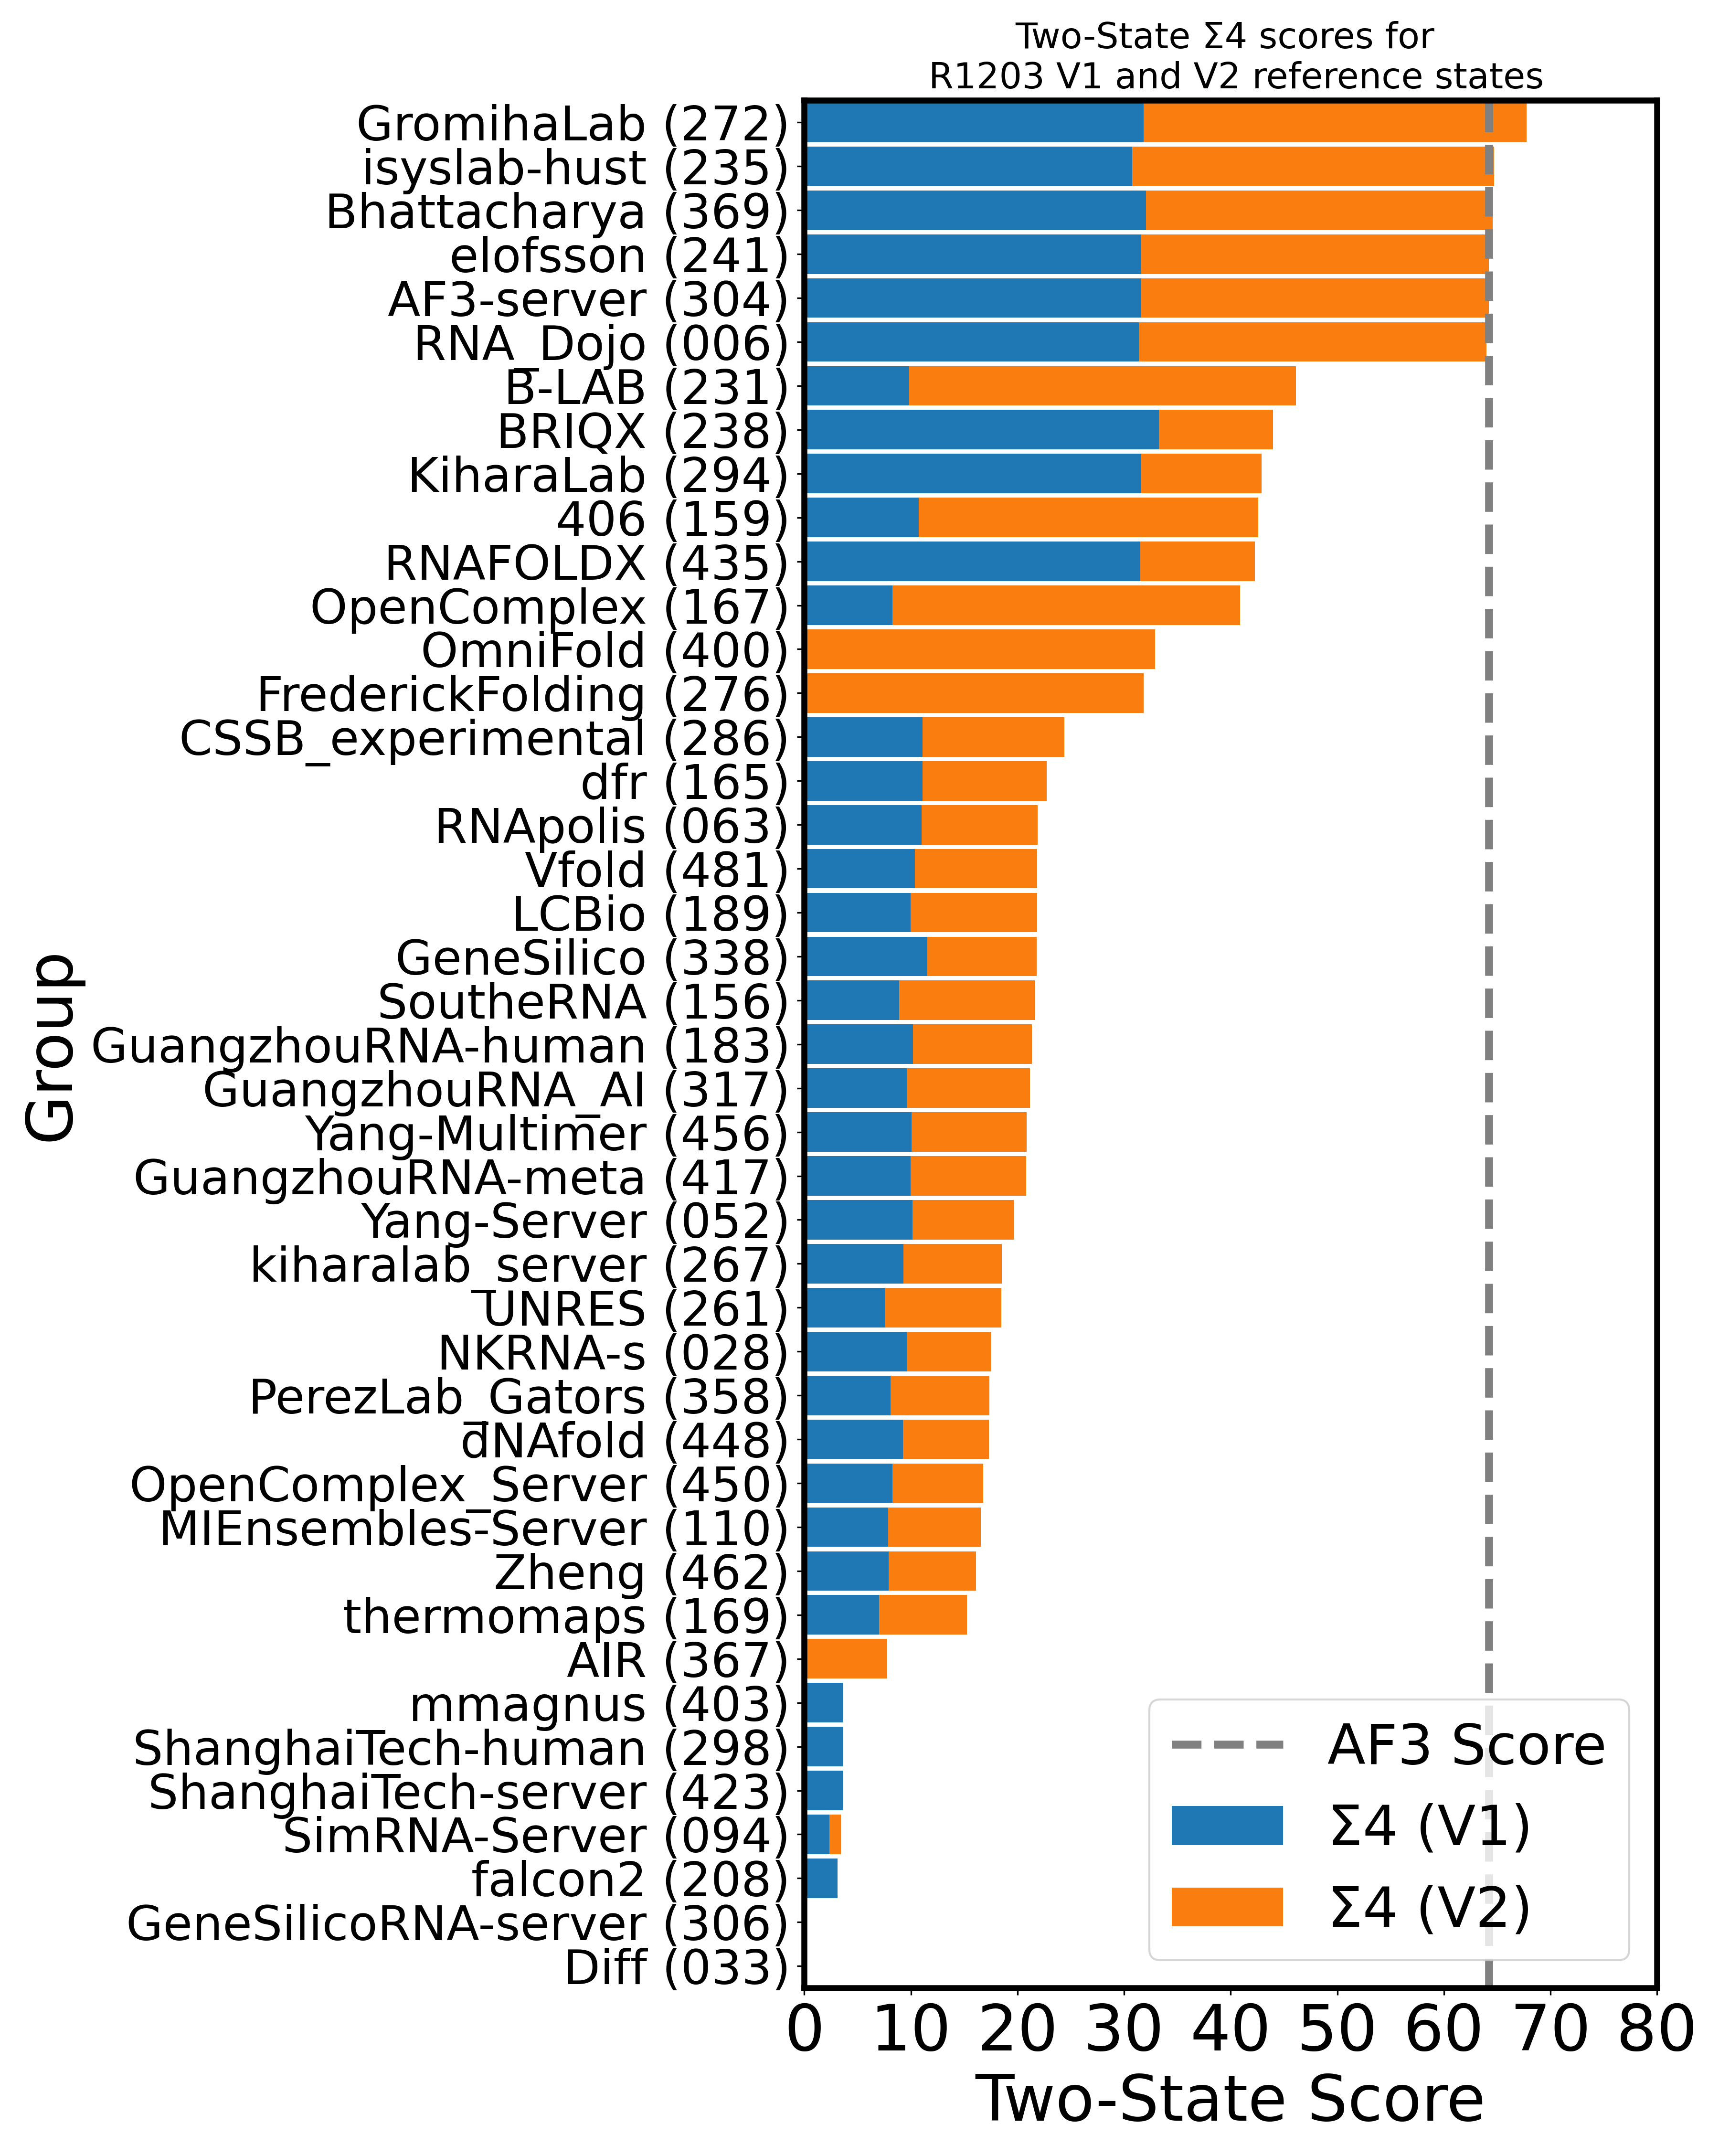 Two-State Σ4 scores for
R1203 V1 and V2 reference states
GromihaLab (272)
isyslab-hust (235)
Bhattacharya (369)
elofsson (241)
AF3-server (304)
RNA_Dojo (006)
B-LAB (231)
BRIQX (238)
KiharaLab (294)
406 (159)
RNAFOLDX (435)
OpenComplex (167)
OmniFold (400)
FrederickFolding (276)
CSSB_experimental (286)
dfr (165)
RNApolis (063)
Vfold (481)
LCBio (189)
GeneSilico (338)
SoutheRNA (156)
GuangzhouRNA-human (183)
GuangzhouRNA_AI (317)
Yang-Multimer (456)
GuangzhouRNA-meta (417)
Yang-Server (052)
kiharalab_server (267)
UNRES (261)
NKRNA-s (028)
PerezLab_Gators (358)
dNAfold (448)
OpenComplex_Server (450)
MIEnsembles-Server (110)
Zheng (462)
thermomaps (169)
AIR (367)
mmagnus (403)
ShanghaiTech-human (298)
ShanghaiTech-server (423)
SimRNA-Server (094)
falcon2 (208)
GeneSilicoRNA-server (306)
Diff (033)
Group
AF3 Score
Σ4 (V1)
Σ4 (V2)
0 10 20 30 40 50 60 70 80
Two-State Score